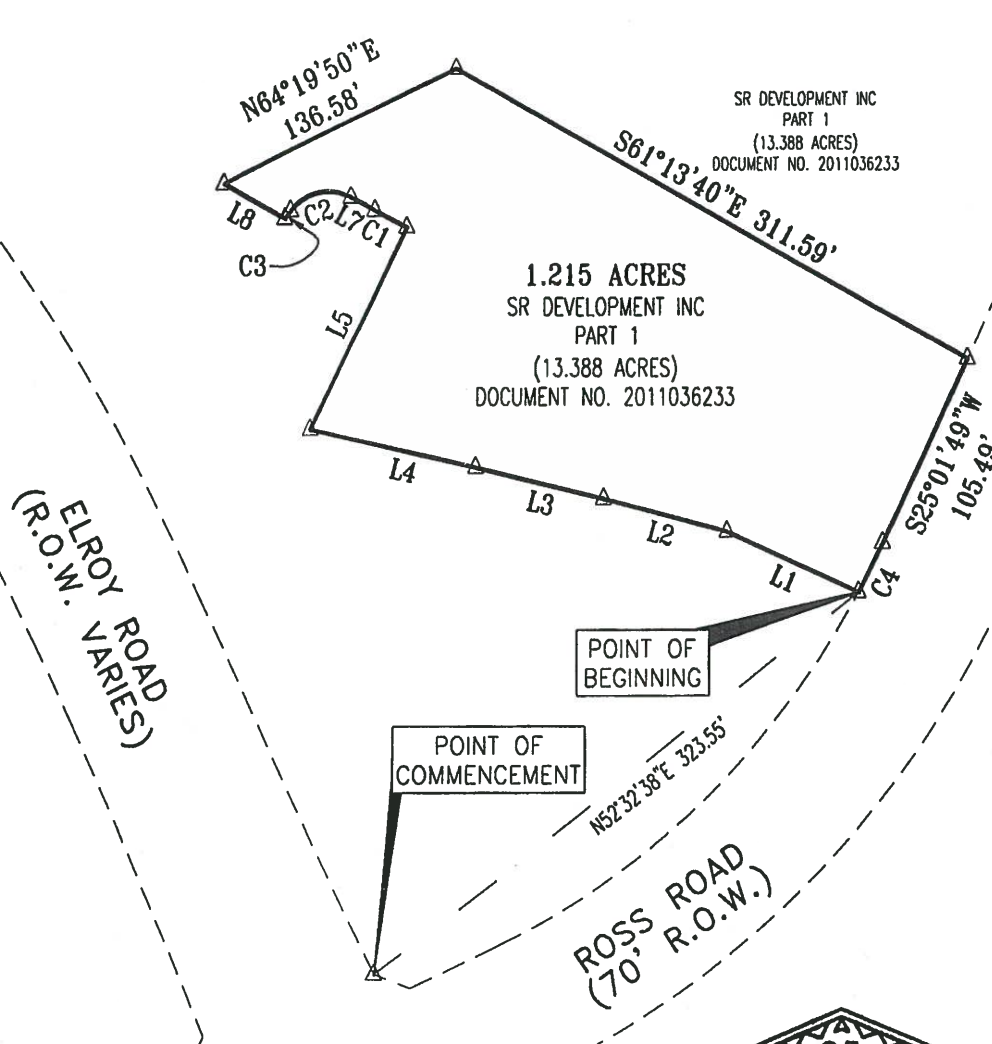 N64°19'50"E
136.58'
SR DEVELOPMENT INC
PART 1
(13.388 ACRES)
DOCUMENT NO. 2011036233
S61°13'40"E 311.59'
L8
C2
L7
C1
C3
L5
1.215 ACRES
SR DEVELOPMENT INC
PART 1
(13.388 ACRES)
DOCUMENT NO. 2011036233
S25°01'49"W
105.49'
L4
L3
L2
L1
C4
ELROY ROAD
(R.O.W. VARIES)
POINT OF
BEGINNING
POINT OF
COMMENCEMENT
N52°32'38"E 323.55'
ROSS ROAD
(70' R.O.W.)